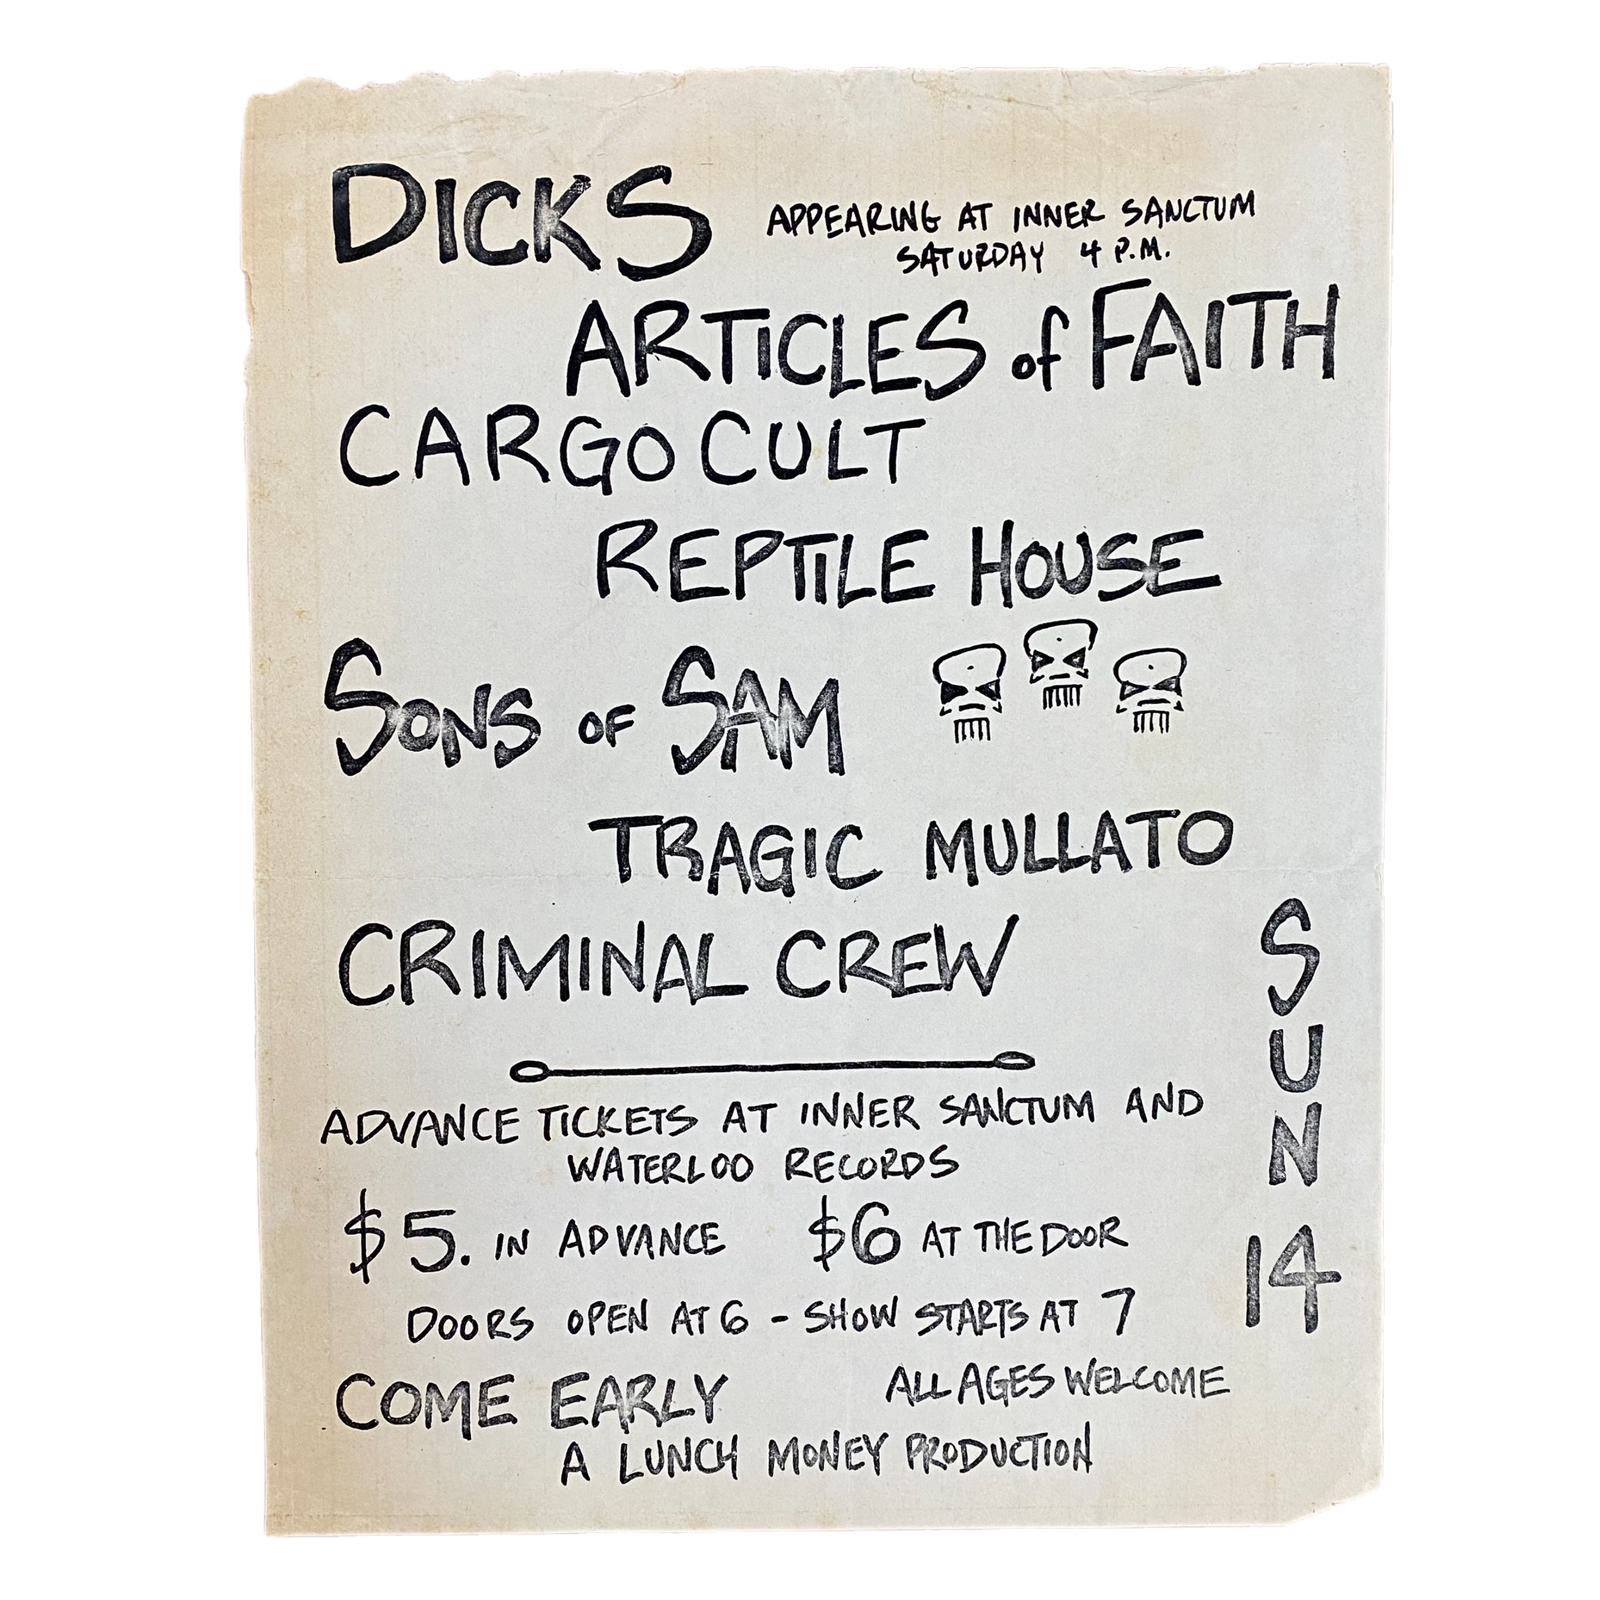 DICKS APPEARING AT INNER SANCTUM
SATURDAY 4 P.M.
ARTICLES of FAITH
CARGO CULT
REPTILE HOUSE
SONS OF SAM
TRAGIC MULLATO
CRIMINAL CREW
SUN 14
ADVANCE TICKETS AT INNER SANCTUM AND
WATERLOO RECORDS
$5. IN ADVANCE $6 AT THE DOOR
DOORS OPEN AT 6 - SHOW STARTS AT 7
COME EARLY ALL AGES WELCOME
A LUNCH MONEY PRODUCTION